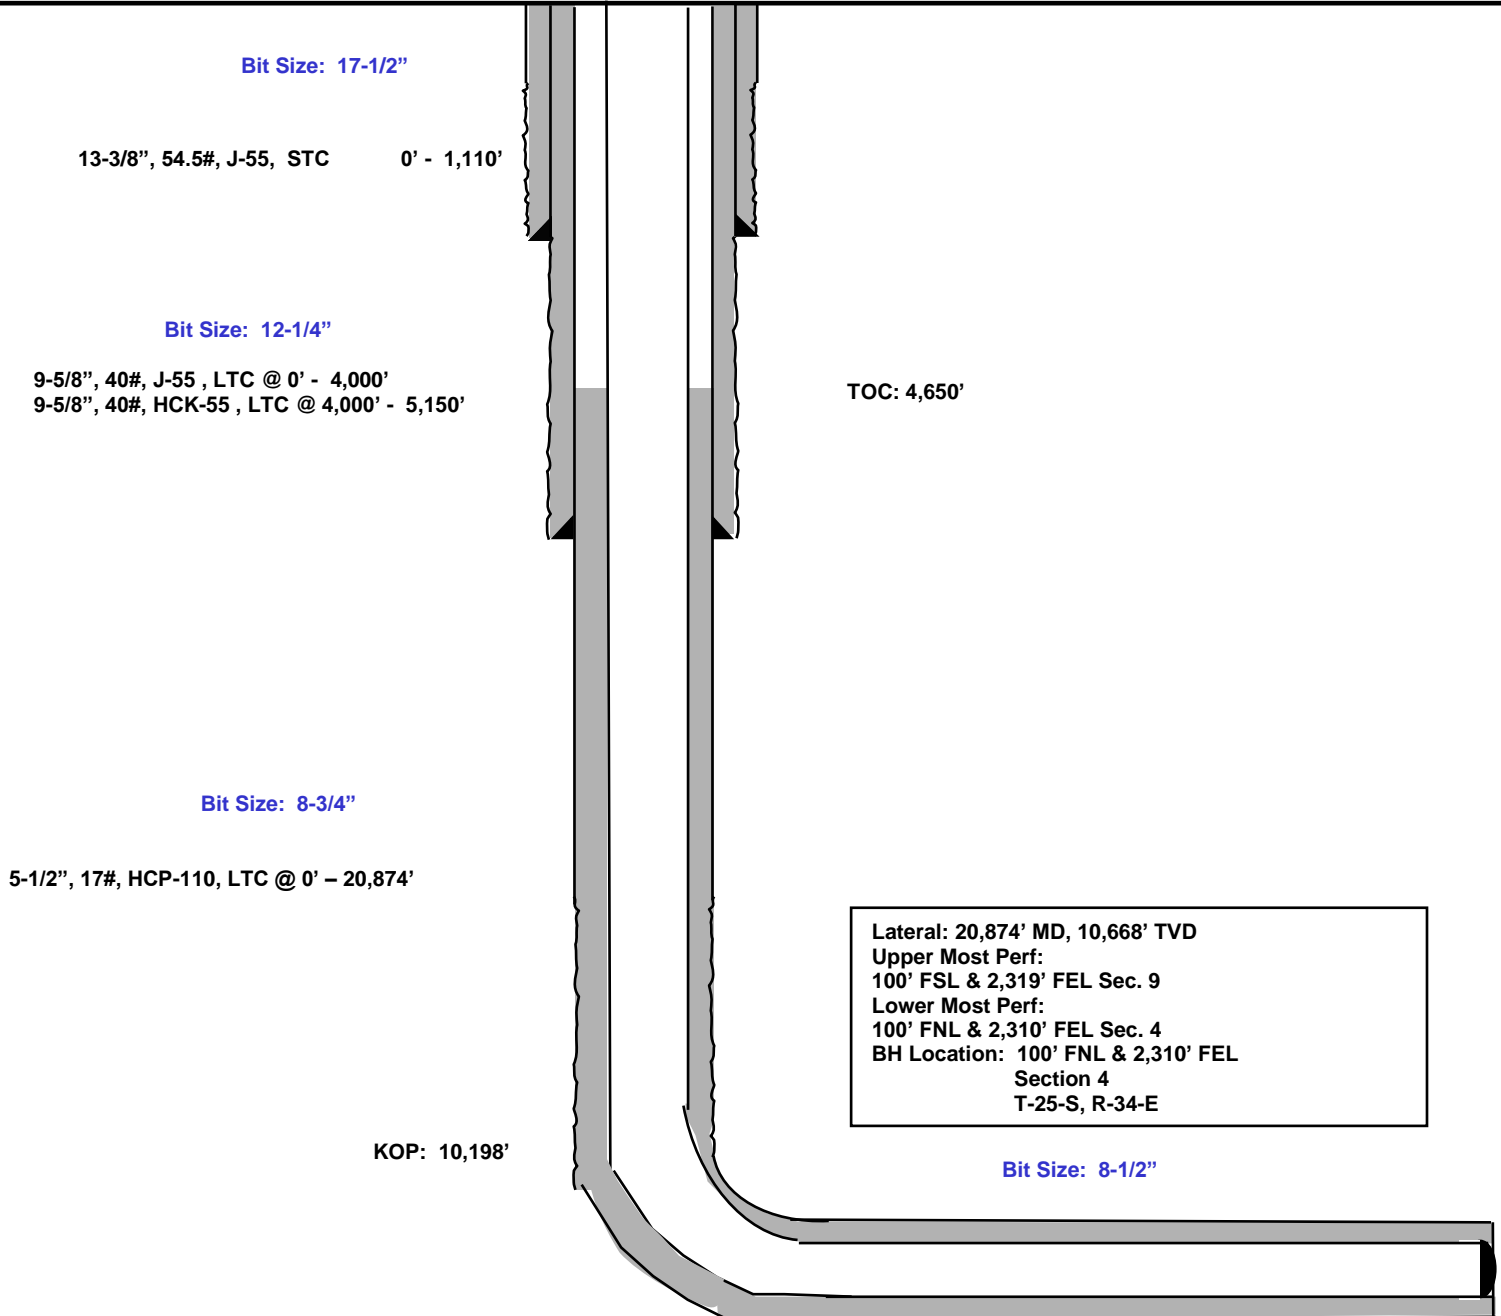 Bit Size: 17-1/2”
13-3/8”, 54.5#, J-55, STC 0’ - 1,110’
Bit Size: 12-1/4”
9-5/8”, 40#, J-55 , LTC @ 0’ - 4,000’
9-5/8”, 40#, HCK-55 , LTC @ 4,000’ - 5,150’
TOC: 4,650’
Bit Size: 8-3/4”
5-1/2”, 17#, HCP-110, LTC @ 0’ – 20,874’
Lateral: 20,874’ MD, 10,668’ TVD
Upper Most Perf:
100’ FSL & 2,319’ FEL Sec. 9
Lower Most Perf:
100’ FNL & 2,310’ FEL Sec. 4
BH Location: 100’ FNL & 2,310’ FEL
Section 4
T-25-S, R-34-E
KOP: 10,198’
Bit Size: 8-1/2”